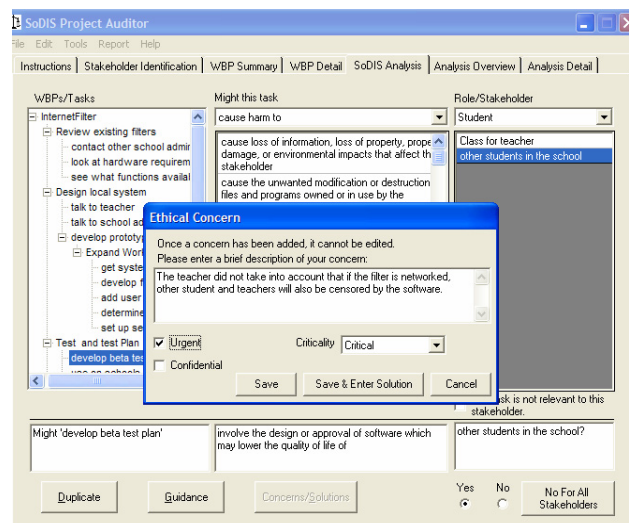 SoDIS Project Auditor
File Edit Tools Report Help
Instructions Stakeholder Identification WBP Summary WBP Detail SoDIS Analysis Analysis Overview Analysis Detail
WBPs/Tasks
Might this task
Role/Stakeholder
InternetFilter
Review existing filters
contact other school admir
look at hardware requirem
see what functions availal
Design local system
talk to teacher
talk to school ad
develop prototyp
Expand Worl
get syste
develop f
add user
determine
set up se
Test and test Plan
develop beta tes
cause harm to
cause loss of information, loss of property, prope
damage, or environmental impacts that affect th
stakeholder
cause the unwanted modification or destruction
files and programs owned or in use by the
Student
Class for teacher
other students in the school
Ethical Concern
Once a concern has been added, it cannot be edited.
Please enter a brief description of your concern:
The teacher did not take into account that if the filter is networked,
other student and teachers will also be censored by the software.
Urgent
Criticality Critical
Confidential
Save Save & Enter Solution Cancel
sk is not relevant to this
stakeholder.
Might 'develop beta test plan'
involve the design or approval of software which
may lower the quality of life of
other students in the school?
Duplicate Guidance Concerns/Solutions
Yes No
No For All
Stakeholders